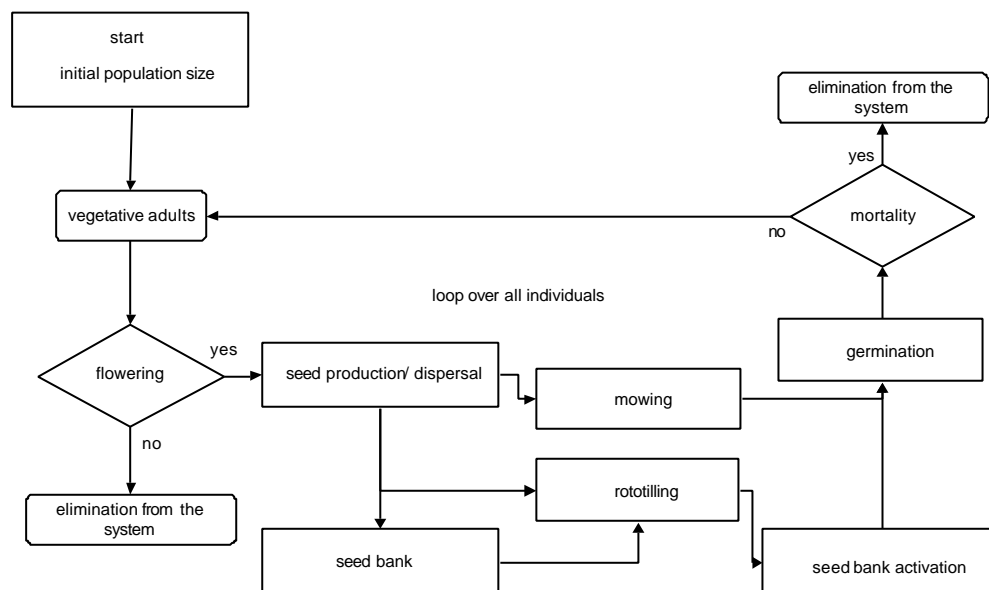 start
initial population size
elimination from the
system
yes
vegetative adults
mortality
no
loop over all individuals
yes
germination
flowering
seed production/ dispersal
mowing
no
rototilling
elimination from the
system
seed bank
seed bank activation